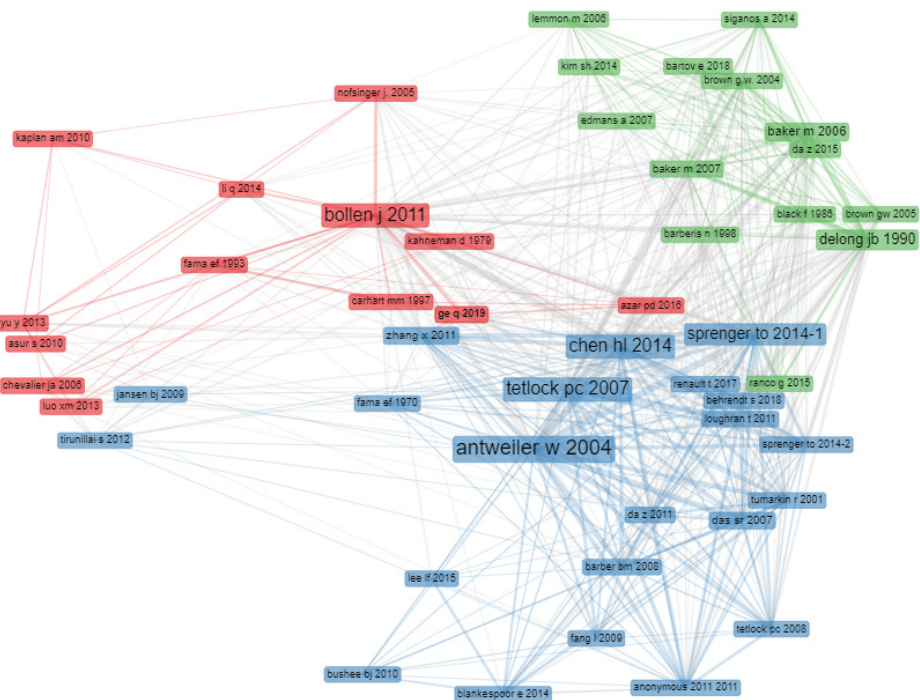 lemmon m 2006
siganos a 2014
kim sh 2014
bartov e 2018
brown g.w. 2004
nofsinger j. 2005
edmans a 2007
baker m 2006
kaplan am 2010
da z 2015
baker m 2007
li q 2014
bollen j 2011
black f 1986
brown gw 2005
kahneman d 1979
barberis n 1998
delong jb 1990
fama ef 1993
carhart mm 1997
azar pd 2016
ge q 2019
yu y 2013
zhang x 2011
sprenger to 2014-1
asur s 2010
chen hl 2014
chevalier ja 2006
tetlock pc 2007
renault t 2017
ranco g 2015
jansen bj 2009
luo xm 2013
fama ef 1970
behrendt s 2018
loughran t 2011
tirunillai s 2012
antweiler w 2004
sprenger to 2014-2
tumarkin r 2001
da z 2011
das sr 2007
barber bm 2008
lee lf 2015
tetlock pc 2008
fang l 2009
bushee bj 2010
anonymous 2011 2011
blankespoor e 2014